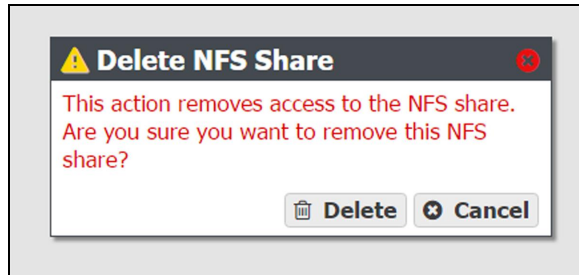 Delete NFS Share
This action removes access to the NFS share.
Are you sure you want to remove this NFS
share?
Delete Cancel